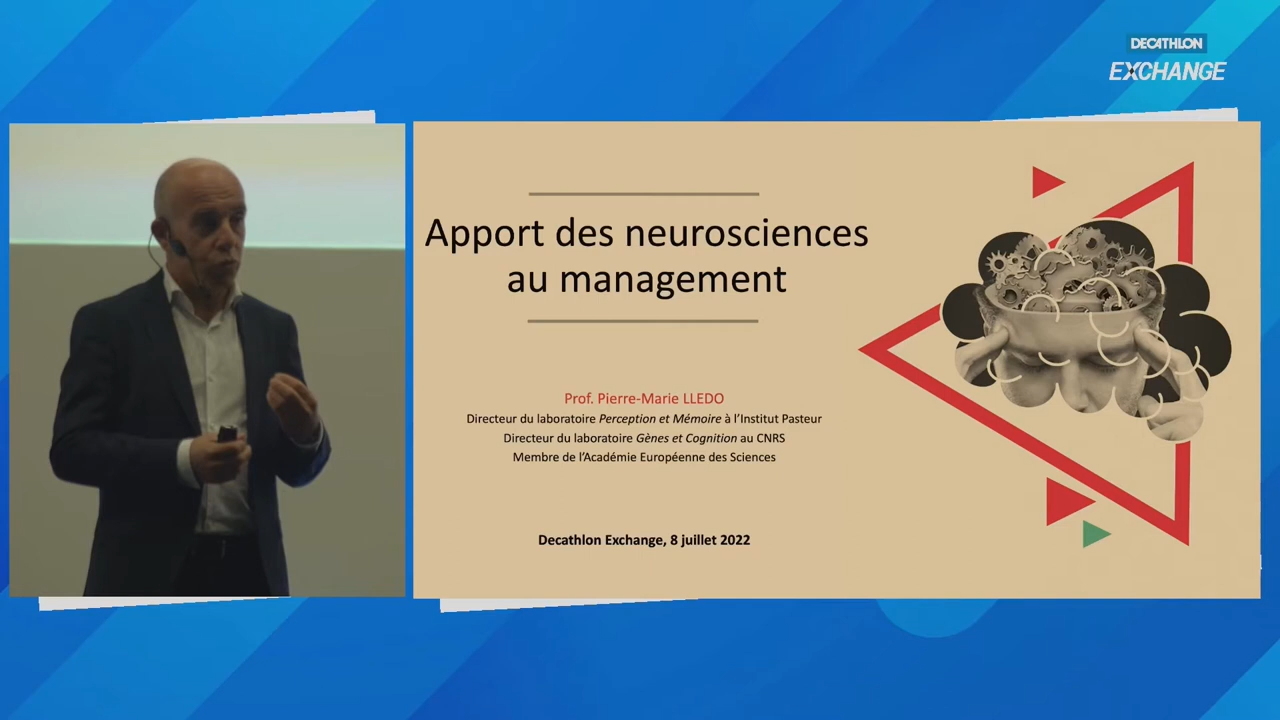 DECATHLON
EXCHANGE
Apport des neurosciences
au management
Prof. Pierre-Marie LLEDO
Directeur du laboratoire Perception et Mémoire à l’Institut Pasteur
Directeur du laboratoire Gènes et Cognition au CNRS
Membre de l’Académie Européenne des Sciences
Decathlon Exchange, 8 juillet 2022